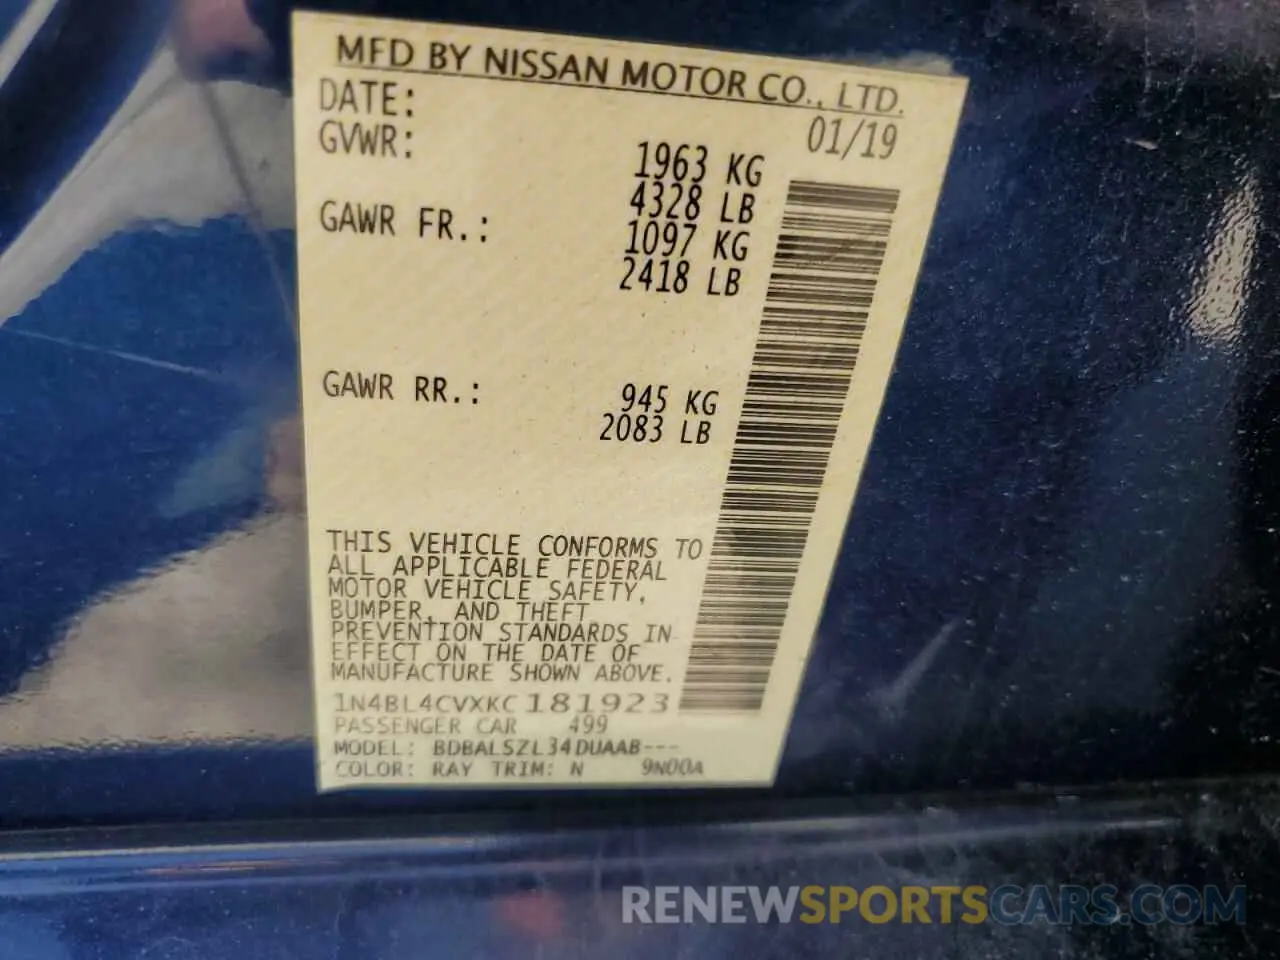 MFD BY NISSAN MOTOR CO., LTD.
DATE: 01/19
GVWR: 1963 KG
4328 LB
GAWR FR.: 1097 KG
2418 LB
GAWR RR.: 945 KG
2083 LB
THIS VEHICLE CONFORMS TO
ALL APPLICABLE FEDERAL
MOTOR VEHICLE SAFETY,
BUMPER, AND THEFT
PREVENTION STANDARDS IN
EFFECT ON THE DATE OF
MANUFACTURE SHOWN ABOVE.
1N4BL4CVXKC181923
PASSENGER CAR 499
MODEL: BDBALSZL34DUAAB---
COLOR: RAY TRIM: N 9N00A
RENEWSPORTSCARS.COM